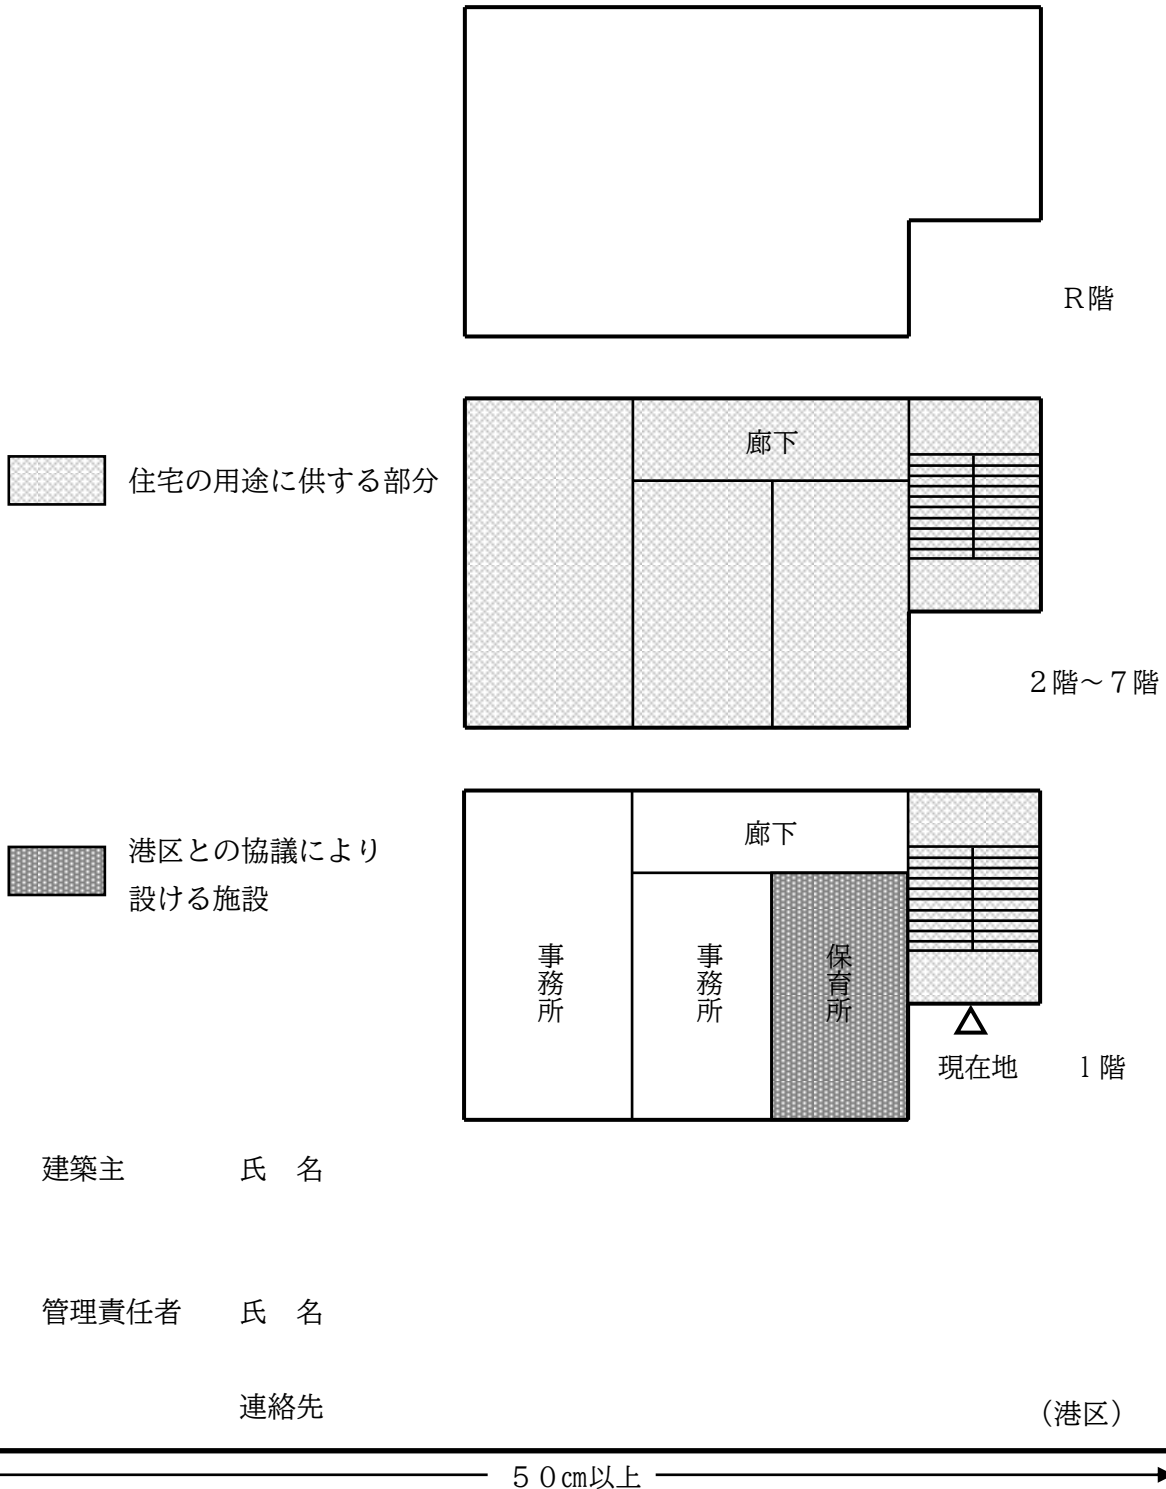 Ｒ階
廊下
住宅の用途に供する部分
２階～７階
廊下
港区との協議により
設ける施設
事務所
事務所
保育所
現在地
１階
建築主　氏　名
管理責任者　氏　名
連絡先
（港区）
５０㎝以上